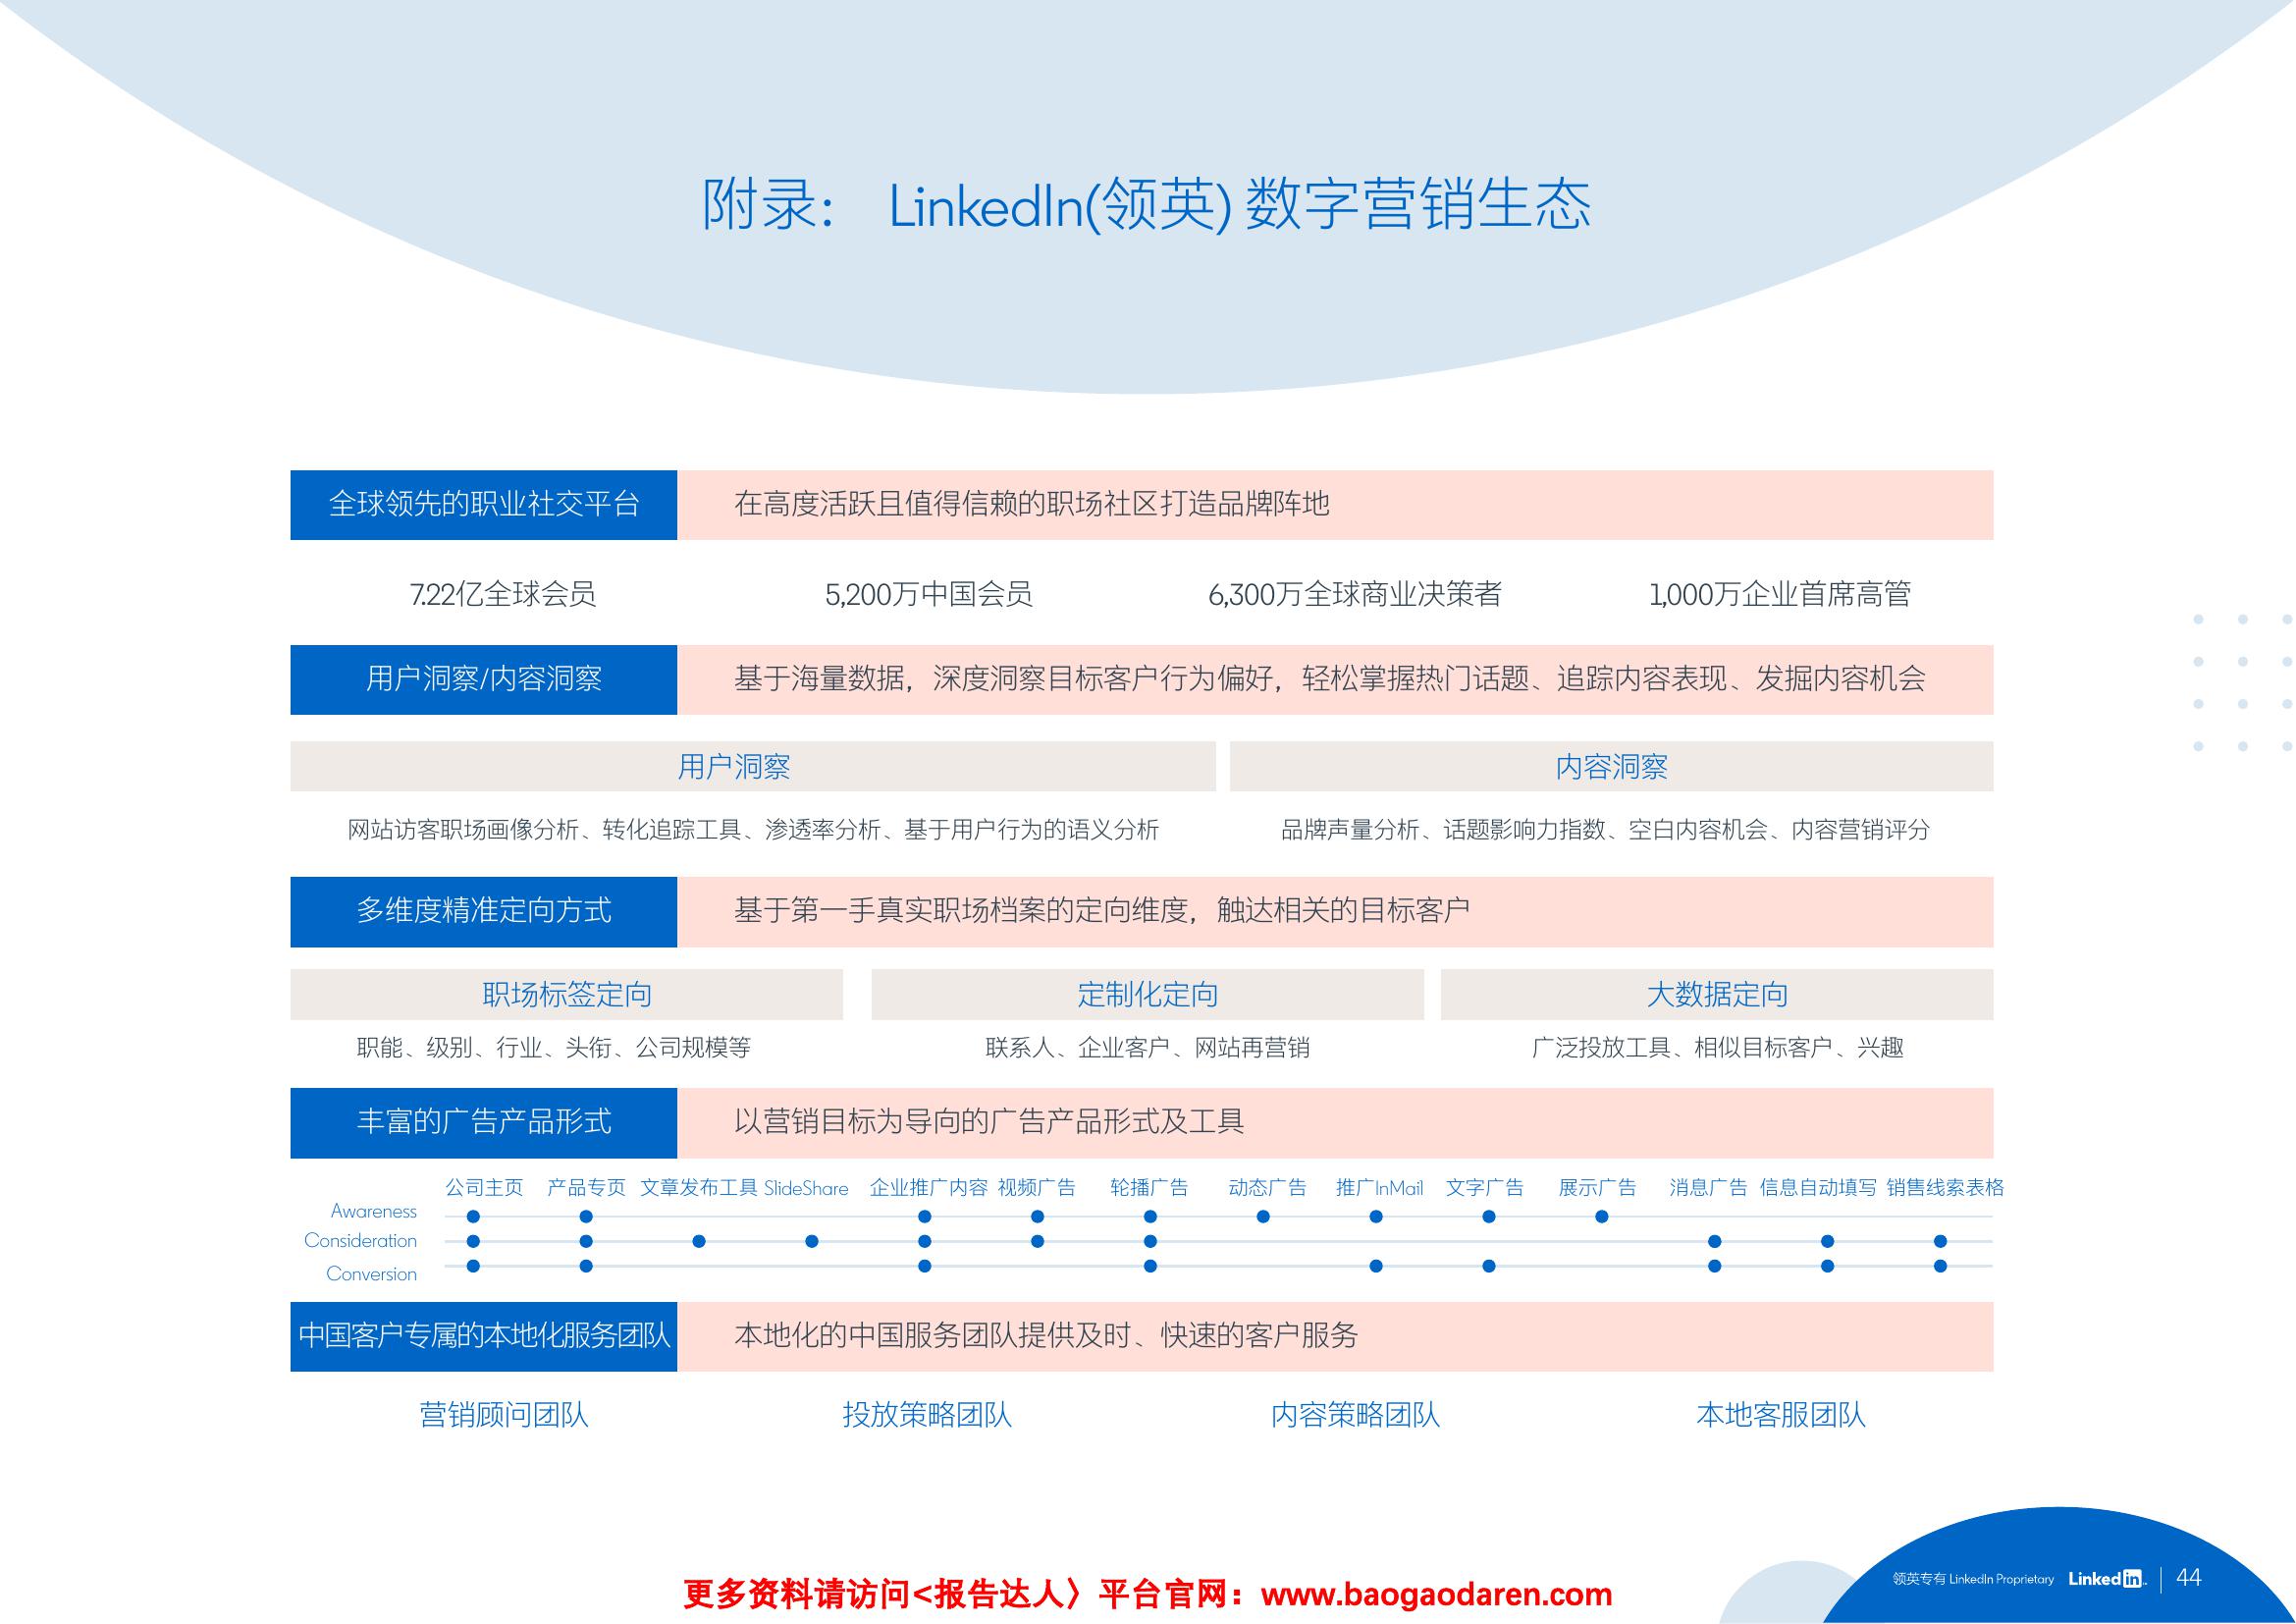 附录： LinkedIn(领英) 数字营销生态
全球领先的职业社交平台
在高度活跃且值得信赖的职场社区打造品牌阵地
7.22亿全球会员
5,200万中国会员
6,300万全球商业决策者
1,000万企业首席高管
用户洞察/内容洞察
基于海量数据，深度洞察目标客户行为偏好，轻松掌握热门话题、追踪内容表现、发掘内容机会
用户洞察
内容洞察
网站访客职场画像分析、转化追踪工具、渗透率分析、基于用户行为的语义分析
品牌声量分析、话题影响力指数、空白内容机会、内容营销评分
多维度精准定向方式
基于第一手真实职场档案的定向维度，触达相关的目标客户
职场标签定向
定制化定向
大数据定向
职能、级别、行业、头衔、公司规模等
联系人、企业客户、网站再营销
广泛投放工具、相似目标客户、兴趣
丰富的广告产品形式
以营销目标为导向的广告产品形式及工具
公司主页 产品专页 文章发布工具 SlideShare 企业推广内容 视频广告 轮播广告 动态广告 推广InMail 文字广告 展示广告 消息广告 信息自动填写 销售线索表格
Awareness
Consideration
Conversion
中国客户专属的本地化服务团队
本地化的中国服务团队提供及时、快速的客户服务
营销顾问团队
投放策略团队
内容策略团队
本地客服团队
领英专有 LinkedIn Proprietary LinkedIn 44
更多资料请访问<报告达人〉平台官网：www.baogaodaren.com